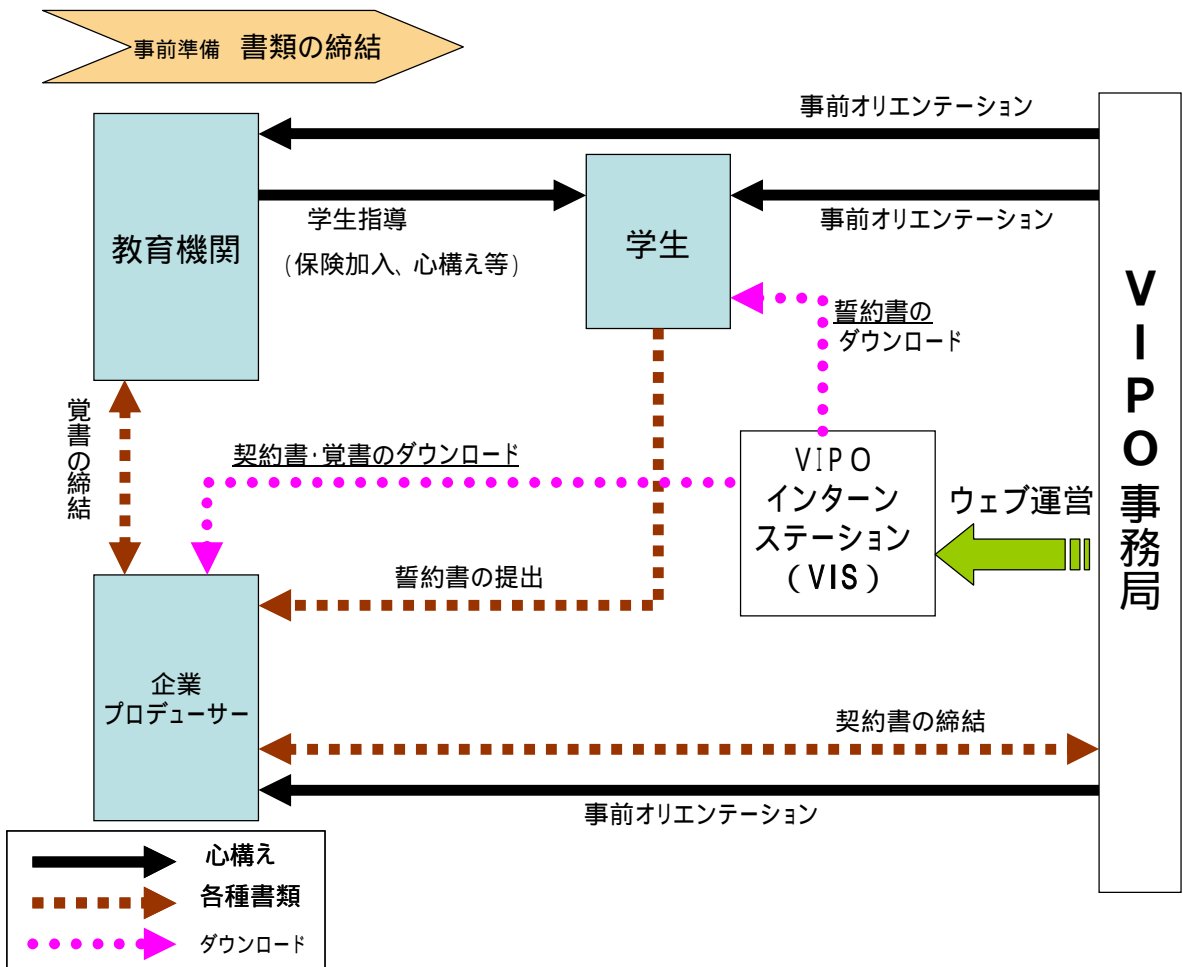 事前準備 書類の締結
事前オリエンテーション
教育機関
学生指導
(保険加入、心構え等)
学生
事前オリエンテーション
誓約書の
ダウンロード
覚書の締結
契約書・覚書のダウンロード
VIPO
インターン
ステーション
(VIS)
ウェブ運営
VIPO事務局
誓約書の提出
企業
プロデューサー
契約書の締結
事前オリエンテーション
心構え
各種書類
ダウンロード